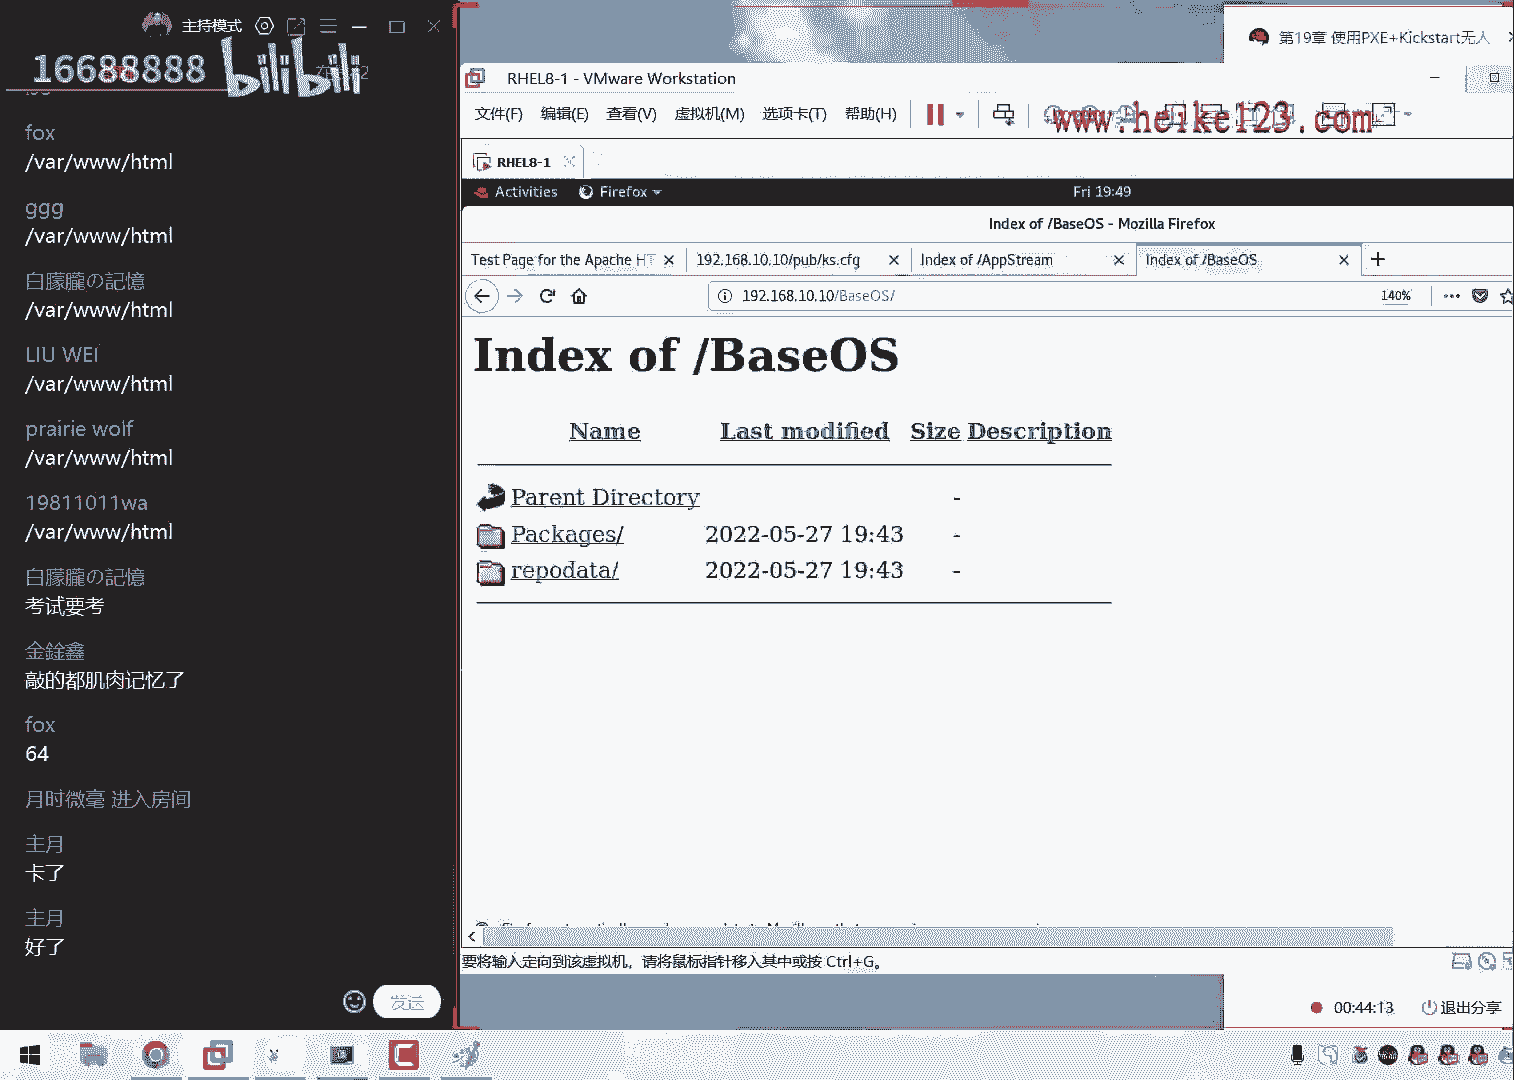 主持模式
16688888
bilibili
fox
/var/www/html
ggg
/var/www/html
白朦朧の記憶
/var/www/html
LIU WEI
/var/www/html
prairie wolf
/var/www/html
19811011wa
/var/www/html
白朦朧の記憶
考试要考
金銓鑫
敲的都肌肉记忆了
fox
64
月时微毫 进入房间
主月
卡了
主月
好了
发送
第19章 使用PXE+Kickstart无人
RHEL8-1 - VMware Workstation
文件(F) 编辑(E) 查看(V) 虚拟机(M) 选项卡(T) 帮助(H)
www.heike123.com
RHEL8-1
Activities Firefox Fri 19:49
Index of /BaseOS - Mozilla Firefox
Test Page for the Apache HT 192.168.10.10/pub/ks.cfg Index of /AppStream Index of /BaseOS
192.168.10.10/BaseOS/ 140%
Index of /BaseOS
Name Last modified Size Description
Parent Directory -
Packages/ 2022-05-27 19:43 -
repodata/ 2022-05-27 19:43 -
要将输入定向到该虚拟机，请将鼠标指针移入其中或按 Ctrl+G。
00:44:13 退出分享